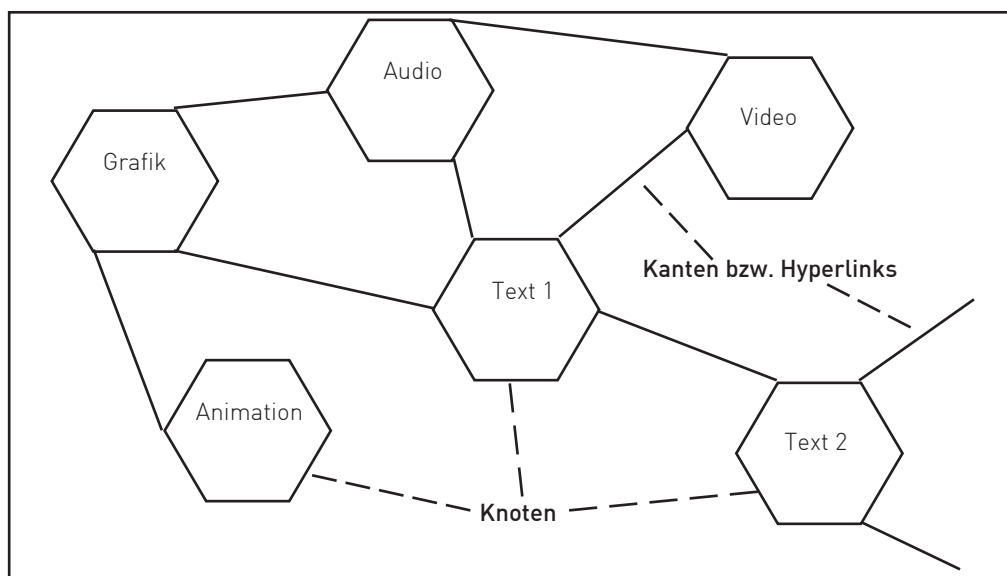 Audio
Video
Grafik
Kanten bzw. Hyperlinks
Text 1
Animation
Text 2
Knoten